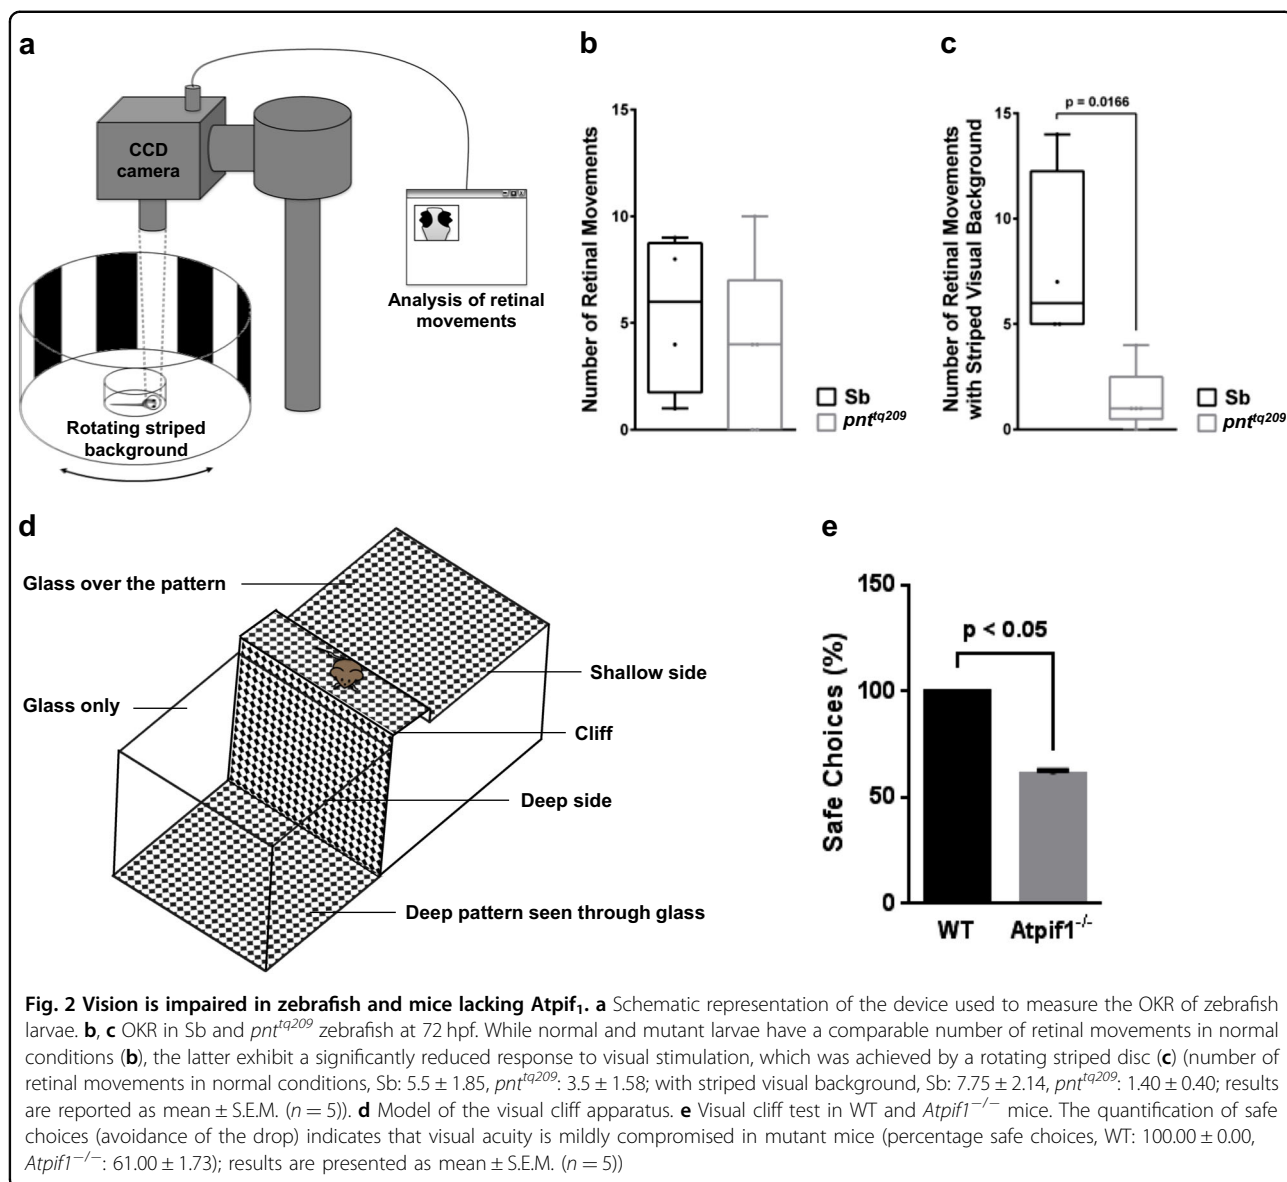 a
CCD
camera
Analysis of retinal
movements
Rotating striped
background
b
Number of Retinal Movements
15
10
5
0
Sb
pnt^tq209
c
Number of Retinal Movements
with Striped Visual Background
p = 0.0166
15
10
5
0
Sb
pnt^tq209
d
Glass over the pattern
Glass only
Shallow side
Cliff
Deep side
Deep pattern seen through glass
e
Safe Choices (%)
150
100
50
0
p < 0.05
WT
Atpif1^-/-
Fig. 2 Vision is impaired in zebrafish and mice lacking Atpif₁. a Schematic representation of the device used to measure the OKR of zebrafish
larvae. b, c OKR in Sb and pnt^tq209 zebrafish at 72 hpf. While normal and mutant larvae have a comparable number of retinal movements in normal
conditions (b), the latter exhibit a significantly reduced response to visual stimulation, which was achieved by a rotating striped disc (c) (number of
retinal movements in normal conditions, Sb: 5.5 ± 1.85, pnt^tq209: 3.5 ± 1.58; with striped visual background, Sb: 7.75 ± 2.14, pnt^tq209: 1.40 ± 0.40; results
are reported as mean ± S.E.M. (n = 5)). d Model of the visual cliff apparatus. e Visual cliff test in WT and Atpif1^−/− mice. The quantification of safe
choices (avoidance of the drop) indicates that visual acuity is mildly compromised in mutant mice (percentage safe choices, WT: 100.00 ± 0.00,
Atpif1^−/−: 61.00 ± 1.73); results are presented as mean ± S.E.M. (n = 5))